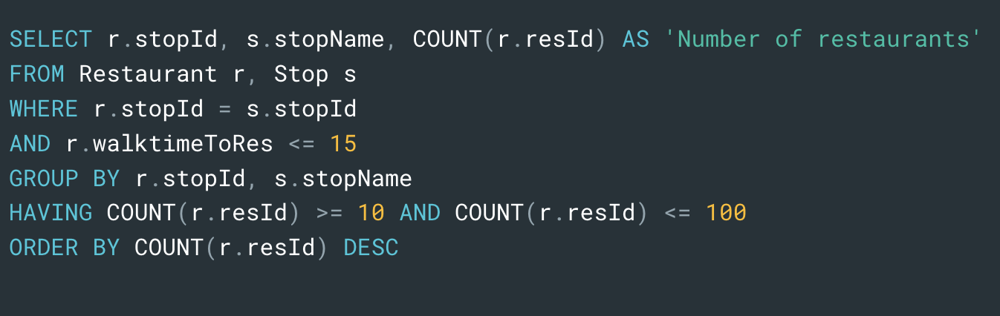 SELECT r.stopId, s.stopName, COUNT(r.resId) AS 'Number of restaurants'
FROM Restaurant r, Stop s
WHERE r.stopId = s.stopId
AND r.walktimeToRes <= 15
GROUP BY r.stopId, s.stopName
HAVING COUNT(r.resId) >= 10 AND COUNT(r.resId) <= 100
ORDER BY COUNT(r.resId) DESC